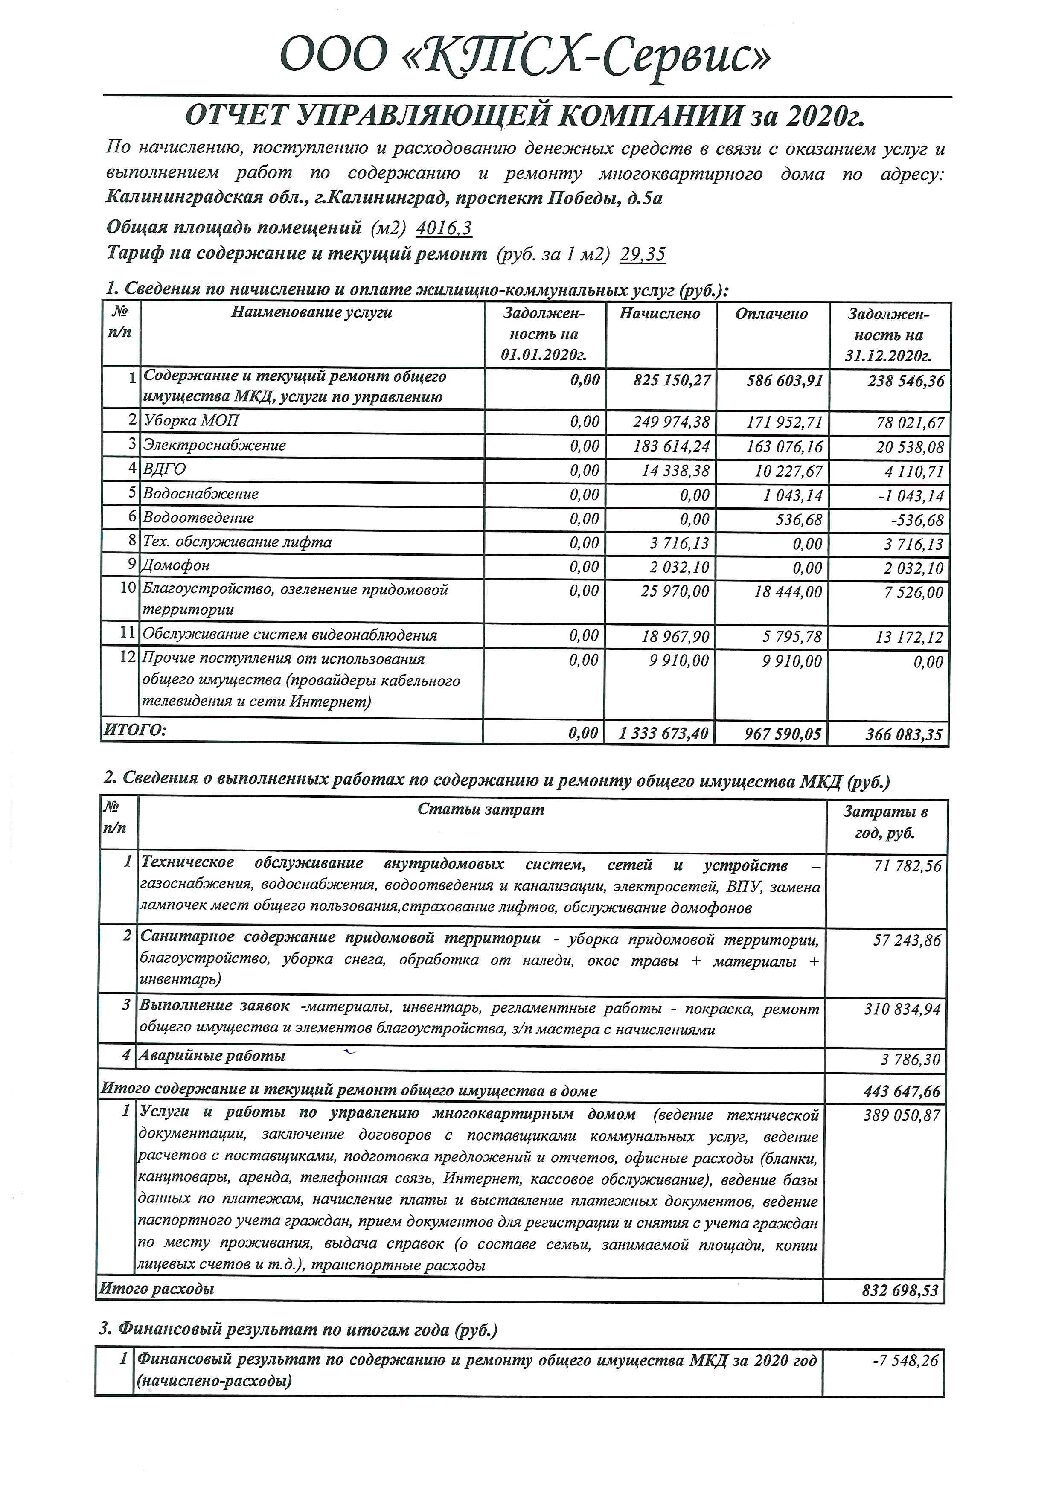 ООО «КТСХ-Сервис»
ОТЧЕТ УПРАВЛЯЮЩЕЙ КОМПАНИИ за 2020г.
По начислению, поступлению и расходованию денежных средств в связи с оказанием услуг и
выполнением работ по содержанию и ремонту многоквартирного дома по адресу:
Калининградская обл., г.Калининград, проспект Победы, д.5а
Общая площадь помещений (м2) 4016,3
Тариф на содержание и текущий ремонт (руб. за 1 м2) 29,35
1. Сведения по начислению и оплате жилищно-коммунальных услуг (руб.):
№ Наименование услуги Задолжен- Начислено Оплачено Задолжен-
п/п ность на ность на
01.01.2020г. 31.12.2020г.
1 Содержание и текущий ремонт общего 0,00 825 150,27 586 603,91 238 546,36
имущества МКД, услуги по управлению
2 Уборка МОП 0,00 249 974,38 171 952,71 78 021,67
3 Электроснабжение 0,00 183 614,24 163 076,16 20 538,08
4 ВДГО 0,00 14 338,38 10 227,67 4 110,71
5 Водоснабжение 0,00 0,00 1 043,14 -1 043,14
6 Водоотведение 0,00 0,00 536,68 -536,68
8 Тех. обслуживание лифта 0,00 3 716,13 0,00 3 716,13
9 Домофон 0,00 2 032,10 0,00 2 032,10
10 Благоустройство, озеленение придомовой 0,00 25 970,00 18 444,00 7 526,00
территории
11 Обслуживание систем видеонаблюдения 0,00 18 967,90 5 795,78 13 172,12
12 Прочие поступления от использования 0,00 9 910,00 9 910,00 0,00
общего имущества (провайдеры кабельного
телевидения и сети Интернет)
ИТОГО: 0,00 1 333 673,40 967 590,05 366 083,35
2. Сведения о выполненных работах по содержанию и ремонту общего имущества МКД (руб.)
№ Статьи затрат Затраты в
п/п год, руб.
1 Техническое обслуживание внутридомовых систем, сетей и устройств – 71 782,56
газоснабжения, водоснабжения, водоотведения и канализации, электросетей, ВПУ, замена
лампочек мест общего пользования,страхование лифтов, обслуживание домофонов
2 Санитарное содержание придомовой территории - уборка придомовой территории, 57 243,86
благоустройство, уборка снега, обработка от наледи, окос травы + материалы +
инвентарь)
3 Выполнение заявок -материалы, инвентарь, регламентные работы - покраска, ремонт 310 834,94
общего имущества и элементов благоустройства, з/п мастера с начислениями
4 Аварийные работы 3 786,30
Итого содержание и текущий ремонт общего имущества в доме 443 647,66
1 Услуги и работы по управлению многоквартирным домом (ведение технической 389 050,87
документации, заключение договоров с поставщиками коммунальных услуг, ведение
расчетов с поставщиками, подготовка предложений и отчетов, офисные расходы (бланки,
канцтовары, аренда, телефонная связь, Интернет, кассовое обслуживание), ведение базы
данных по платежам, начисление платы и выставление платежных документов, ведение
паспортного учета граждан, прием документов для регистрации и снятия с учета граждан
по месту проживания, выдача справок (о составе семьи, занимаемой площади, копии
лицевых счетов и т.д.), транспортные расходы
Итого расходы 832 698,53
3. Финансовый результат по итогам года (руб.)
1 Финансовый результат по содержанию и ремонту общего имущества МКД за 2020 год -7 548,26
(начислено-расходы)